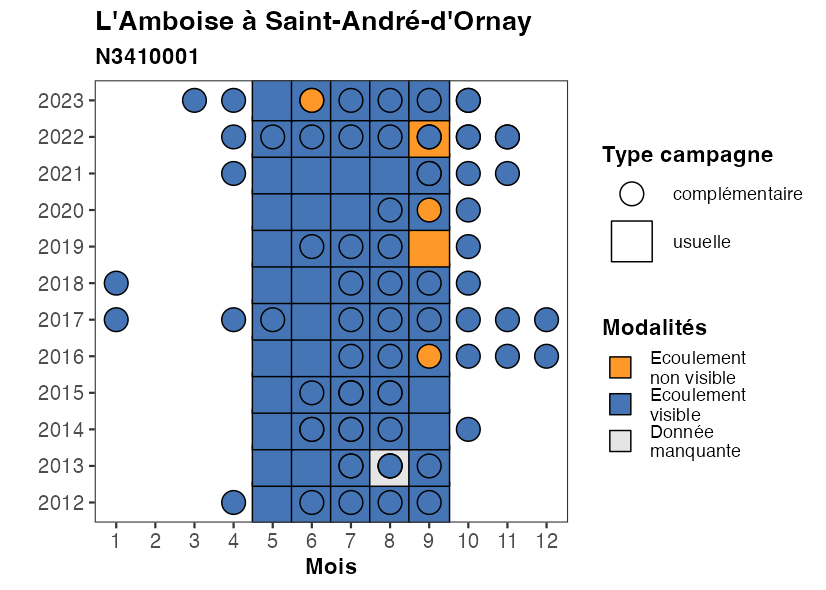 L'Amboise à Saint-André-d'Ornay
N3410001
2023
2022
2021
2020
2019
2018
2017
2016
2015
2014
2013
2012
1 2 3 4 5 6 7 8 9 10 11 12
Mois
Type campagne
complémentaire
usuelle
Modalités
Ecoulement
non visible
Ecoulement
visible
Donnée
manquante